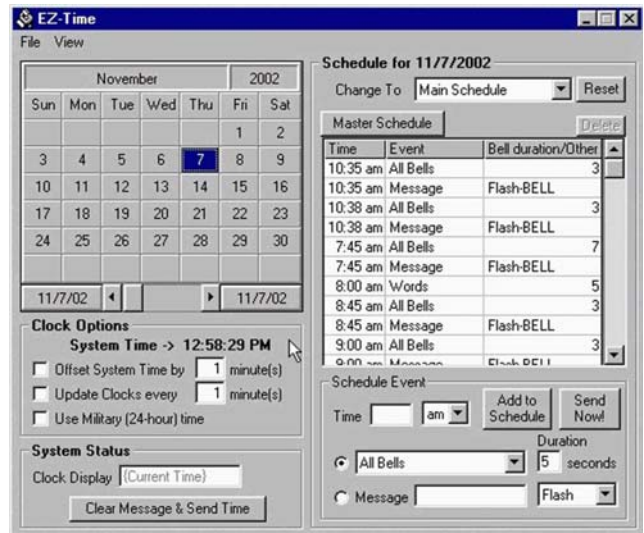 EZ-Time
File View
November 2002
Sun Mon Tue Wed Thu Fri Sat
1 2
3 4 5 6 7 8 9
10 11 12 13 14 15 16
17 18 19 20 21 22 23
24 25 26 27 28 29 30
11/7/02 11/7/02
Clock Options
System Time -> 12:58:29 PM
Offset System Time by 1 minute(s)
Update Clocks every 1 minute(s)
Use Military (24-hour) time
System Status
Clock Display {Current Time}
Clear Message & Send Time
Schedule for 11/7/2002
Change To Main Schedule Reset
Master Schedule Delete
Time Event Bell duration/Other
10:35 am All Bells 3
10:35 am Message Flash-BELL
10:38 am All Bells 3
10:38 am Message Flash-BELL
7:45 am All Bells 7
7:45 am Message Flash-BELL
8:00 am Words 5
8:45 am All Bells 3
8:45 am Message Flash-BELL
9:00 am All Bells 3
9:00 am Message Flash-BELL
Schedule Event
Time am Add to Schedule Send Now!
Duration
All Bells 5 seconds
Message Flash